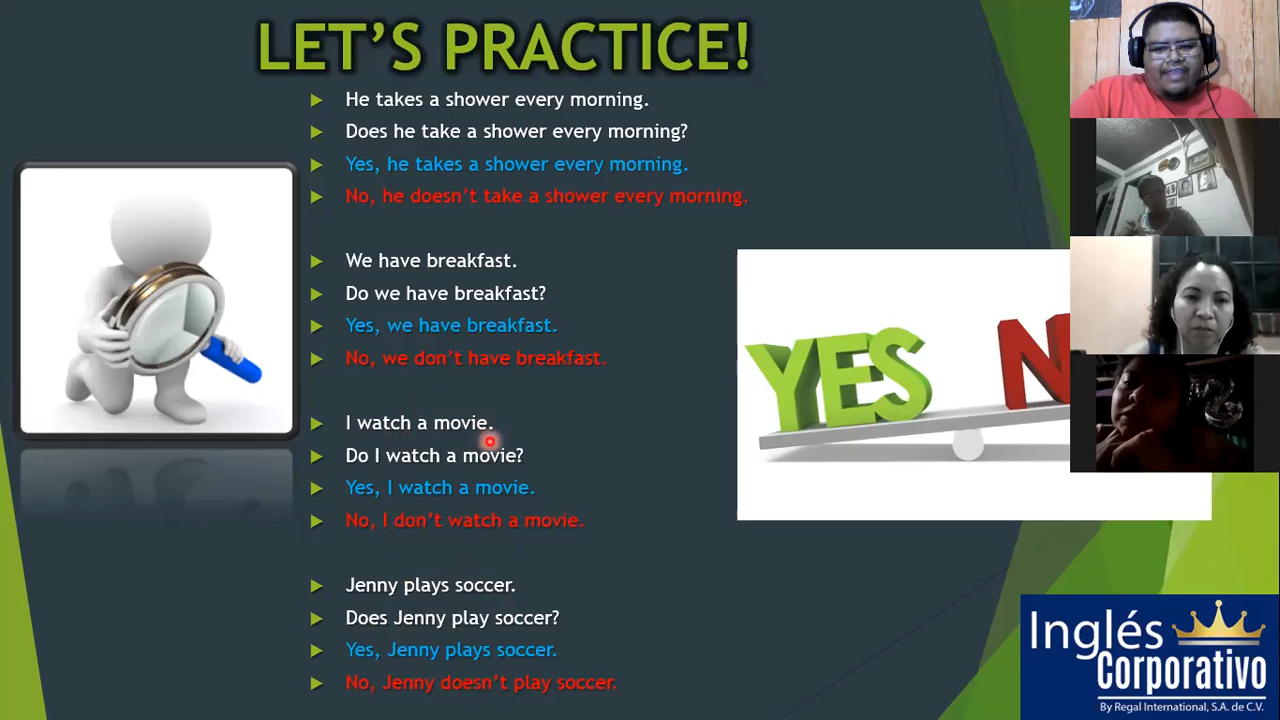 LET'S PRACTICE!
He takes a shower every morning.
Does he take a shower every morning?
Yes, he takes a shower every morning.
No, he doesn't take a shower every morning.
We have breakfast.
Do we have breakfast?
Yes, we have breakfast.
No, we don't have breakfast.
YES N
I watch a movie.
Do I watch a movie?
Yes, I watch a movie.
No, I don't watch a movie.
Jenny plays soccer.
Does Jenny play soccer?
Yes, Jenny plays soccer.
No, Jenny doesn't play soccer.
Inglés
Corporativo
By Regal International, S.A. de C.V.